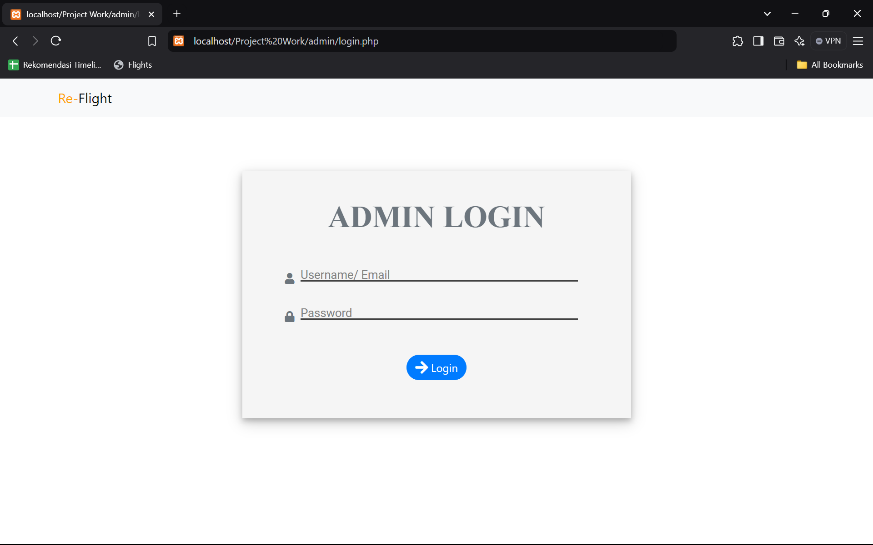 localhost/Project Work/admin/l
localhost/Project%20Work/admin/login.php
VPN
Rekomendasi Timeli...
Flights
All Bookmarks
Re-Flight
ADMIN LOGIN
Username/ Email
Password
Login